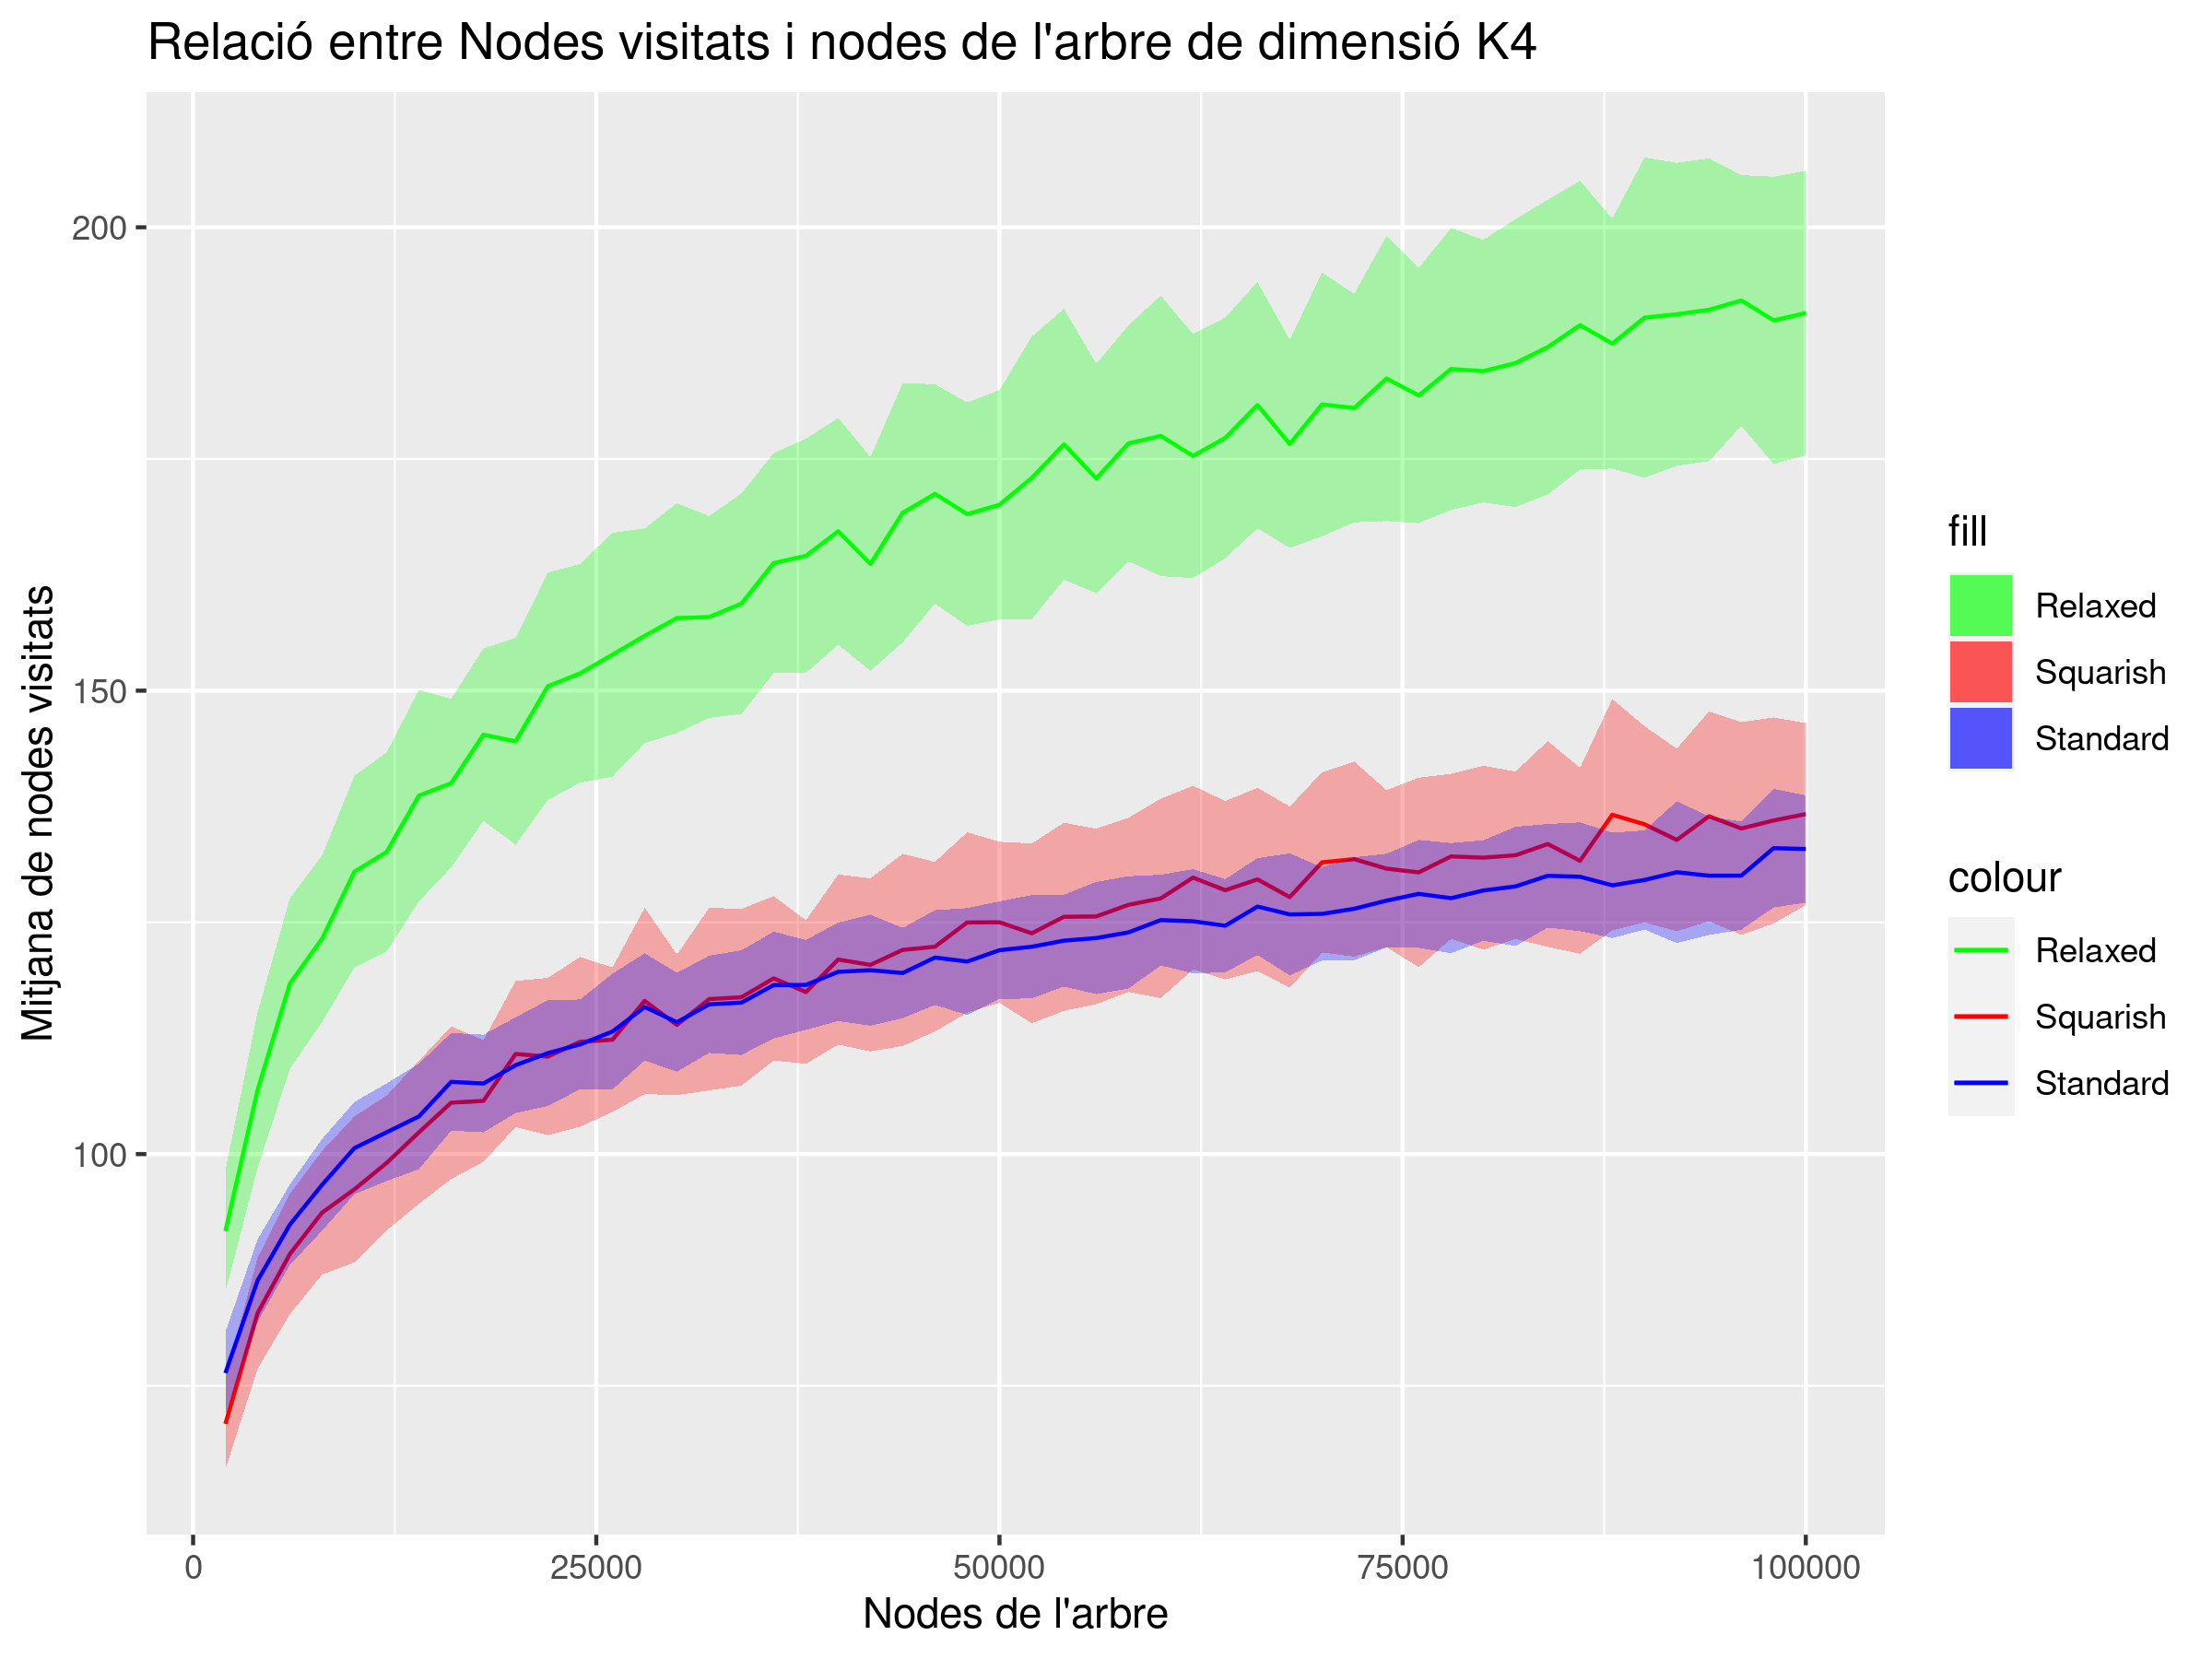 Relació entre Nodes visitats i nodes de l'arbre de dimensió K4
Mitjana de nodes visitats
200
150
100
0 25000 50000 75000 100000
Nodes de l'arbre
fill
Relaxed
Squarish
Standard
colour
Relaxed
Squarish
Standard